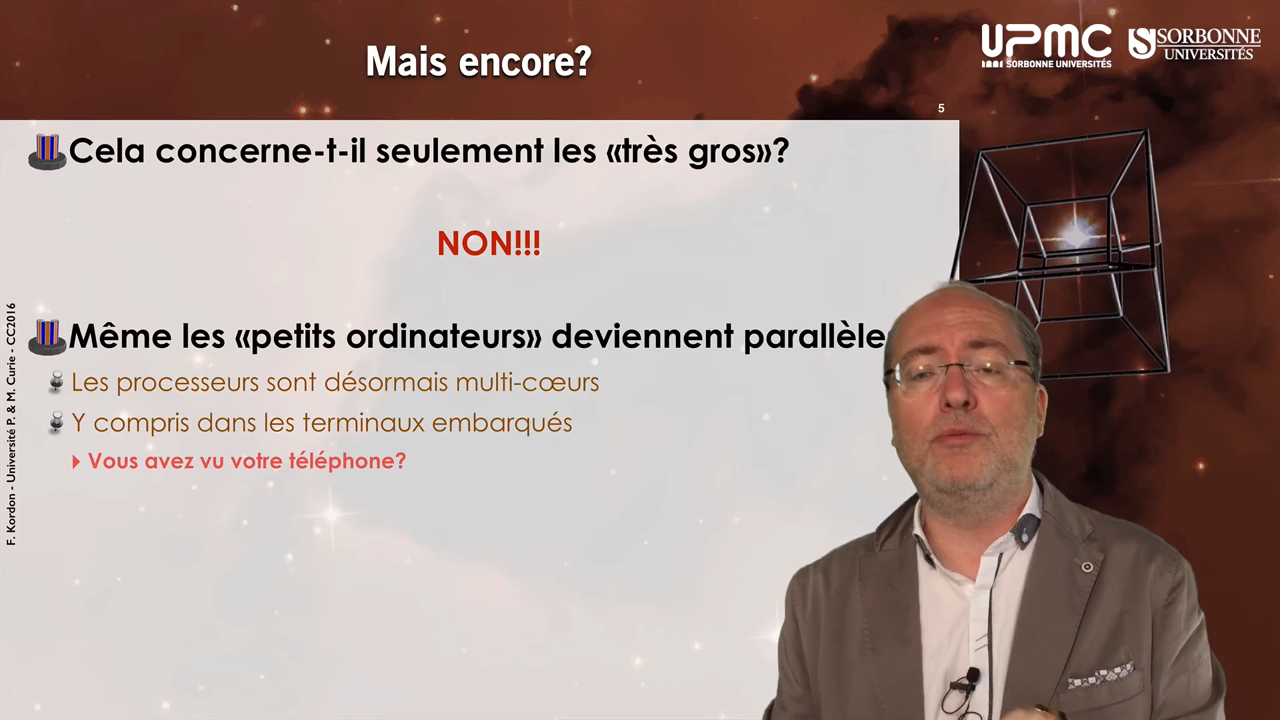 Mais encore?
UPMC
SORBONNE UNIVERSITÉS
SORBONNE
UNIVERSITÉS
5
Cela concerne-t-il seulement les «très gros»?
NON!!!
Même les «petits ordinateurs» deviennent parallèle
Les processeurs sont désormais multi-cœurs
Y compris dans les terminaux embarqués
Vous avez vu votre téléphone?
F. Kordon - Université P. & M. Curie - CC2016